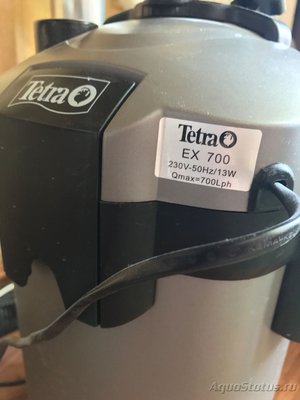 Tetra
Tetra
EX 700
230V-50Hz/13W
Qmax=700Lph
AquaStatus.ru